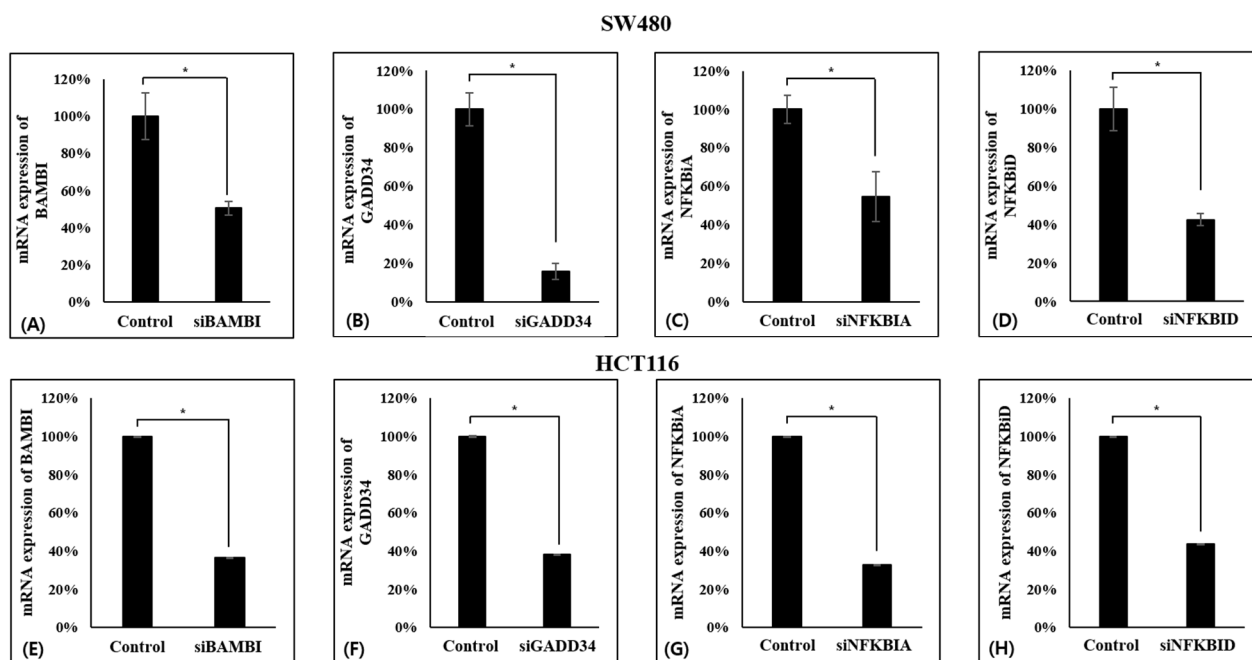 SW480
mRNA expression of
BAMBI
120%
100%
80%
60%
40%
20%
0%
*
Control siBAMBI
(A)
mRNA expression of
GADD34
120%
100%
80%
60%
40%
20%
0%
*
Control siGADD34
(B)
mRNA expression of
NFKBiA
120%
100%
80%
60%
40%
20%
0%
*
Control siNFKBIA
(C)
mRNA expression of
NFKBiD
120%
100%
80%
60%
40%
20%
0%
*
Control siNFKBID
(D)
HCT116
mRNA expression of BAMBI
120%
100%
80%
60%
40%
20%
0%
*
Control siBAMBI
(E)
mRNA expression of
GADD34
120%
100%
80%
60%
40%
20%
0%
*
Control siGADD34
(F)
mRNA expression of NFKBiA
120%
100%
80%
60%
40%
20%
0%
*
Control siNFKBIA
(G)
mRNA expression of NFKBiD
120%
100%
80%
60%
40%
20%
0%
*
Control siNFKBID
(H)